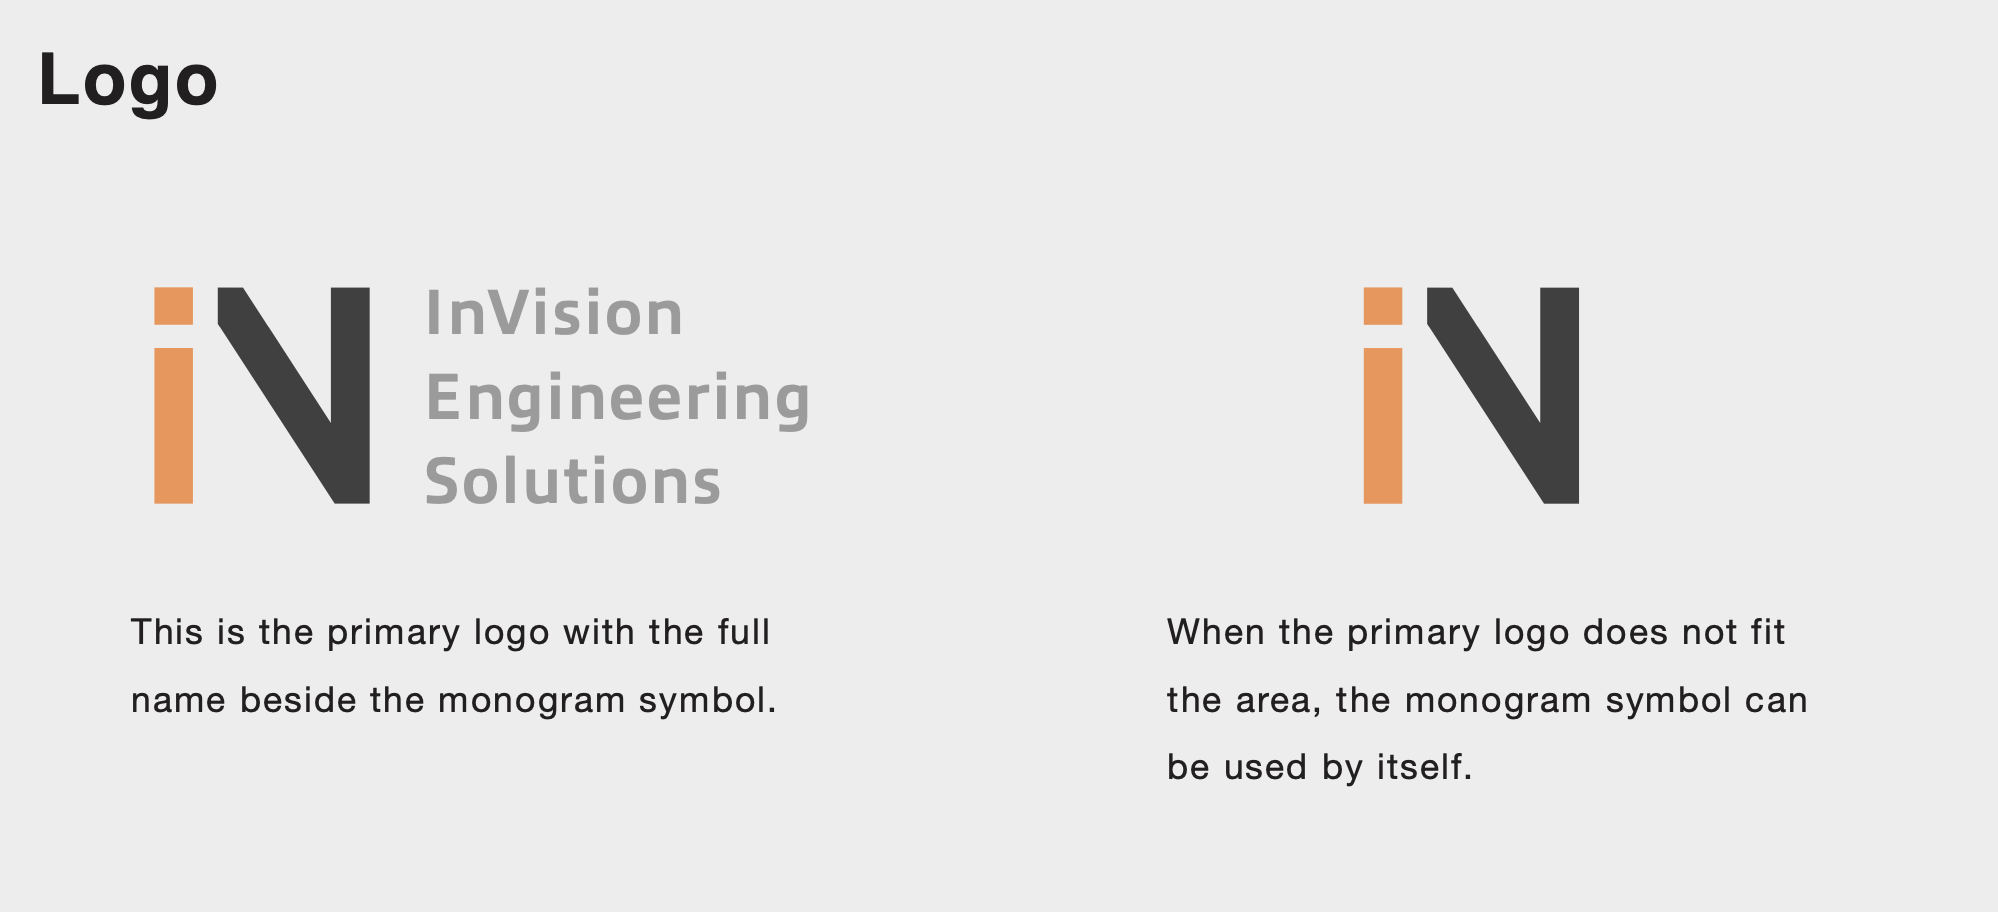 Logo
iN
InVision
Engineering
Solutions
This is the primary logo with the full
name beside the monogram symbol.
iN
When the primary logo does not fit
the area, the monogram symbol can
be used by itself.